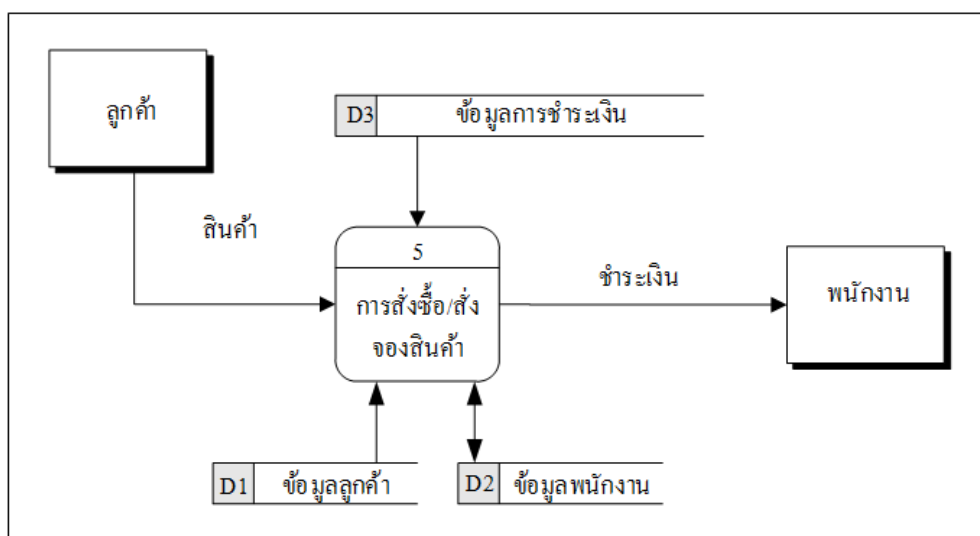 ลูกค้า
D3 ข้อมูลการชำระเงิน
สินค้า
5
การสั่งซื้อ/สั่ง
จองสินค้า
ชำระเงิน
พนักงาน
D1 ข้อมูลลูกค้า
D2 ข้อมูลพนักงาน